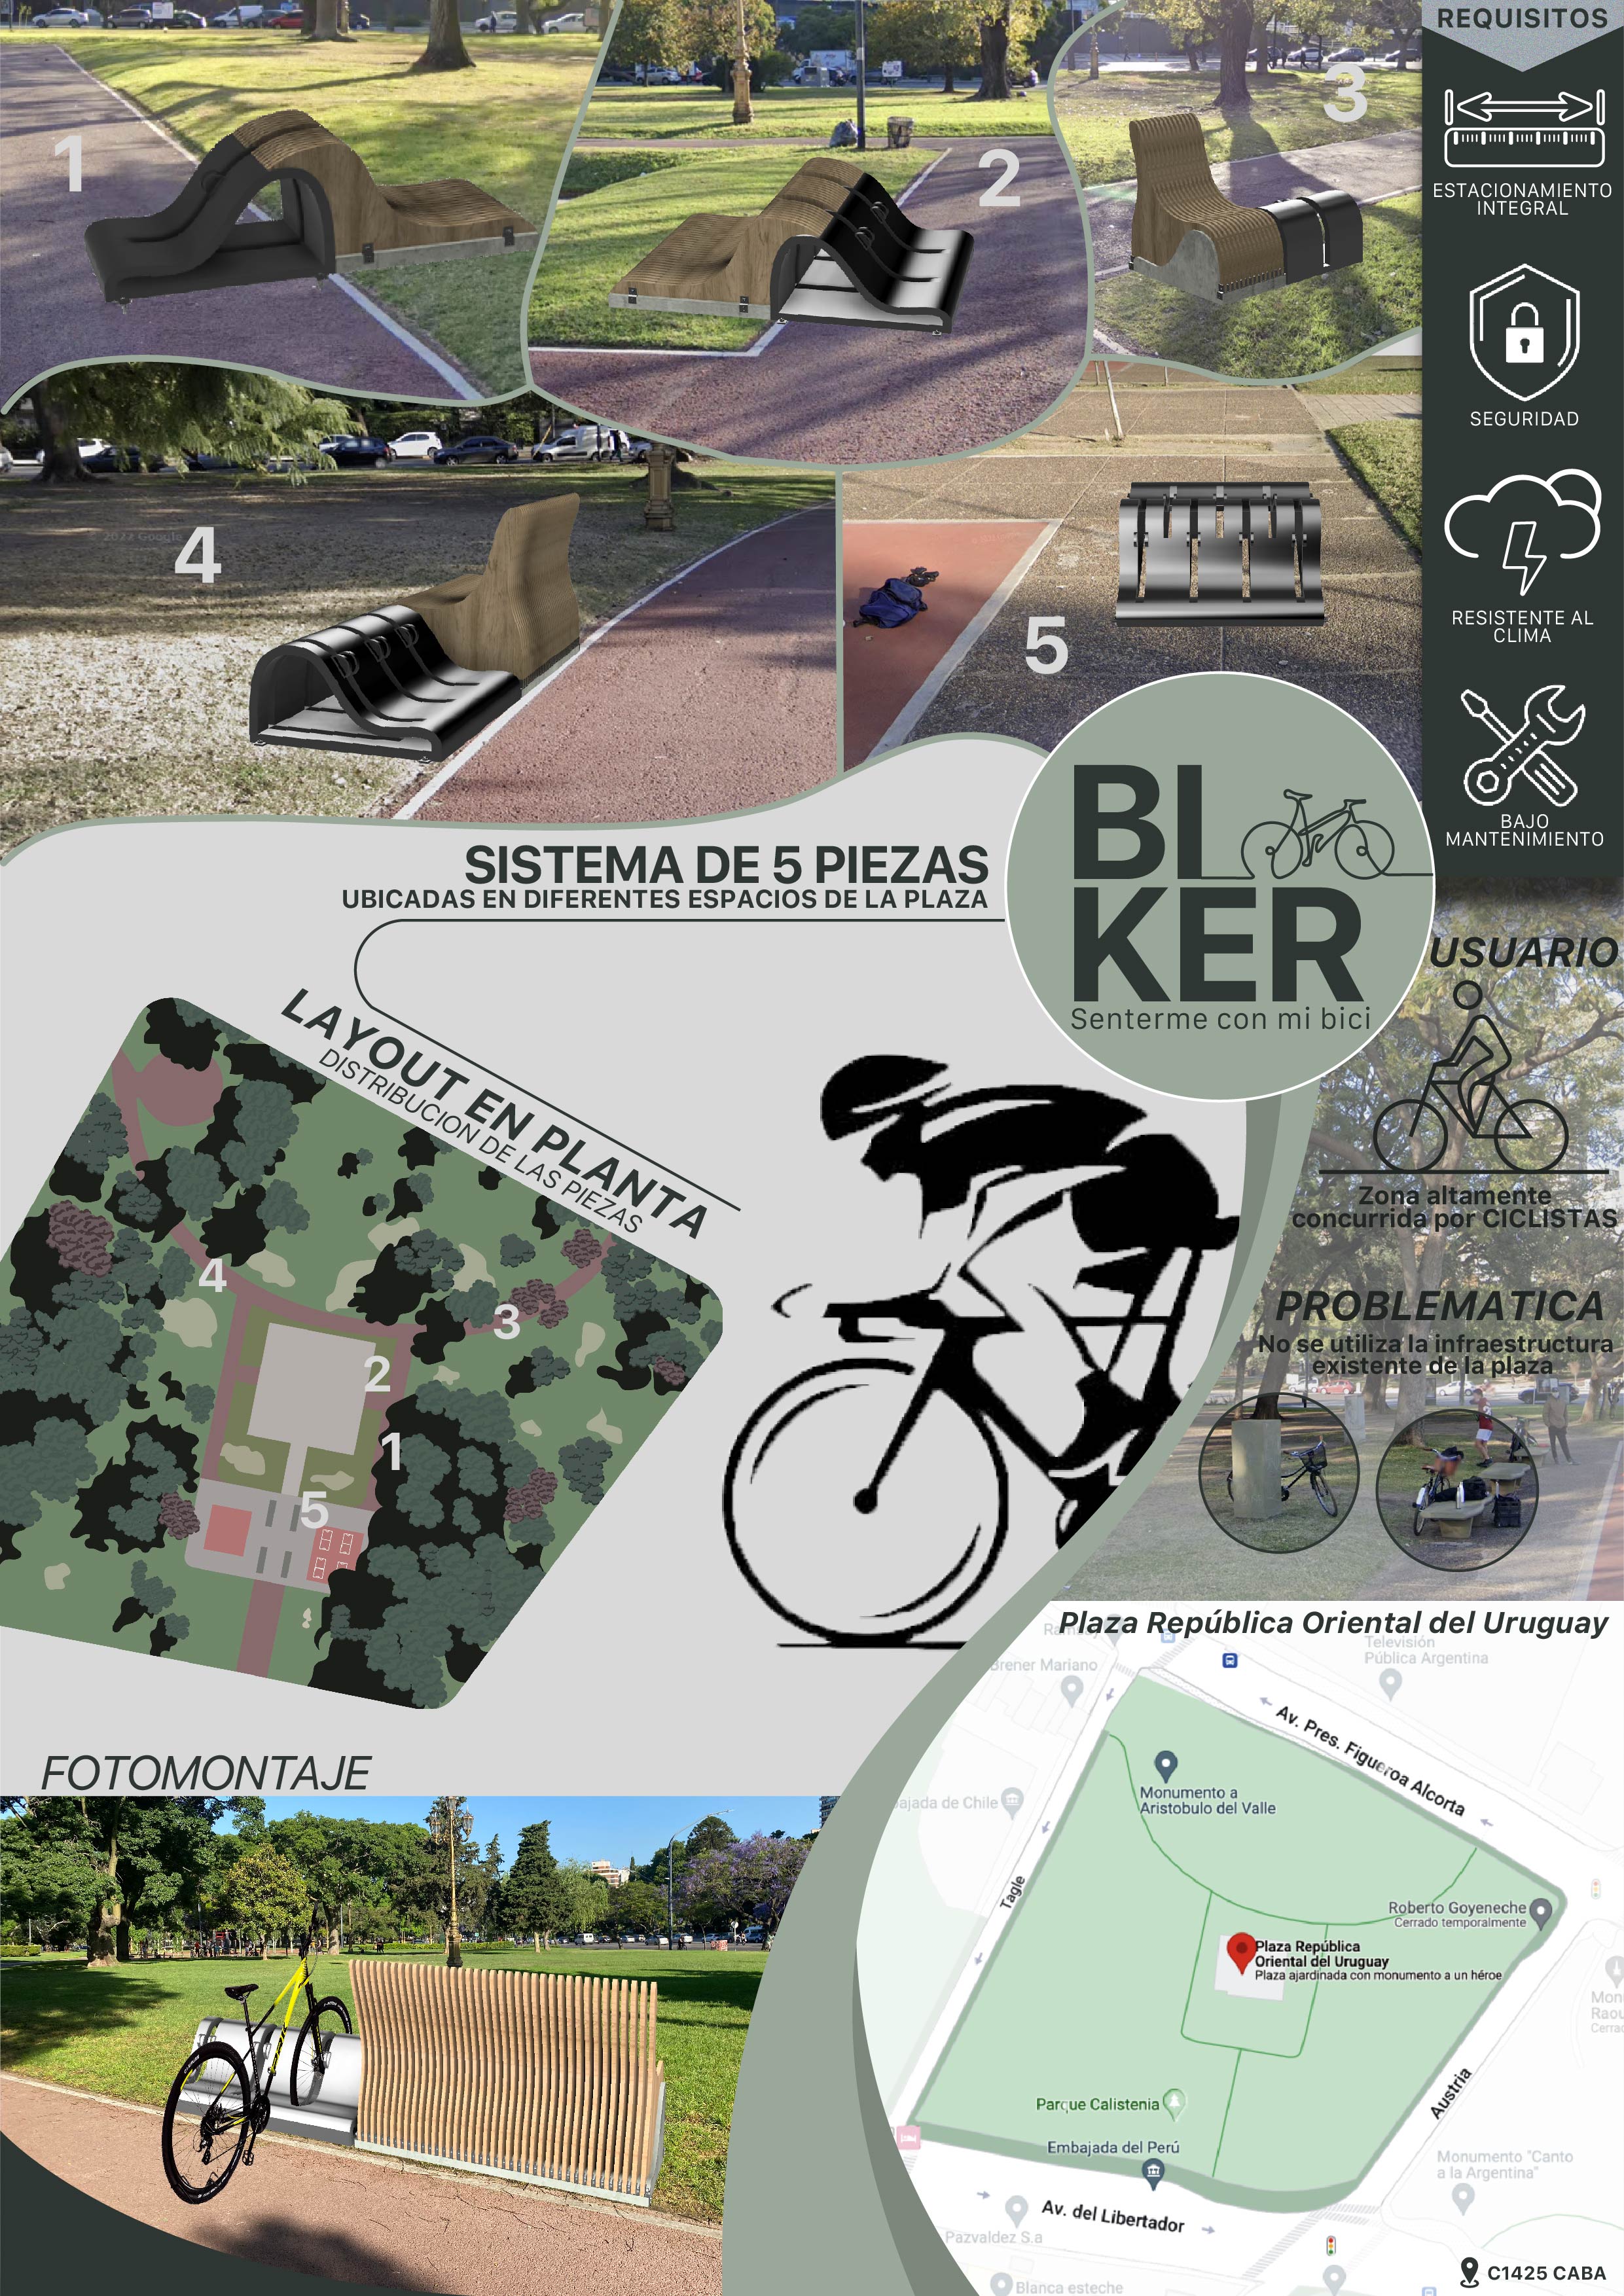 REQUISITOS
1
2
3
ESTACIONAMIENTO
INTEGRAL
SEGURIDAD
4
© 2022 Google
5
RESISTENTE AL
CLIMA
BAJO
MANTENIMIENTO
SISTEMA DE 5 PIEZAS
UBICADAS EN DIFERENTES ESPACIOS DE LA PLAZA
BI
KER
Senterme con mi bici
USUARIO
Zona altamente
concurrida por CICLISTAS
LAYOUT EN PLANTA
DISTRIBUCION DE LAS PIEZAS
4
3
2
1
5
PROBLEMATICA
No se utiliza la infraestructura
existente de la plaza
Plaza República Oriental del Uruguay
Brener Mariano
Televisión
Pública Argentina
Av. Pres. Figueroa Alcorta
Monumento a
Aristobulo del Valle
ajada de Chile
Tagle
Roberto Goyeneche
Cerrado temporalmente
Plaza República
Oriental del Uruguay
Plaza ajardinada con monumento a un héroe
Mon
Raou
Cerrad
Austria
Parque Calistenia
Embajada del Perú
Monumento "Canto
a la Argentina"
Av. del Libertador
Pazvaldez S.a
Blanca esteche
C1425 CABA
FOTOMONTAJE